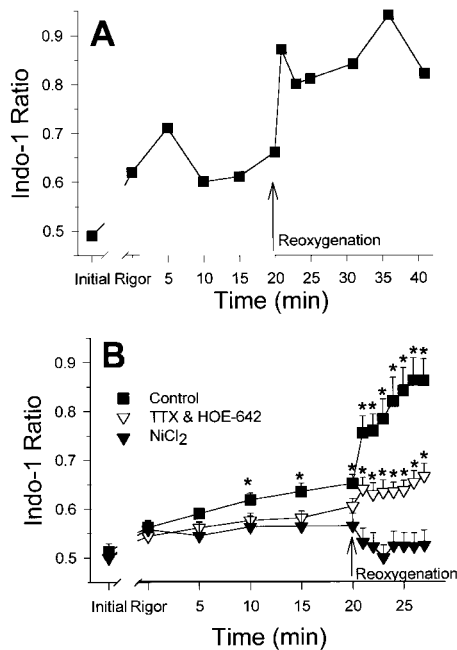 A
0.9
0.8
0.7
0.6
0.5
Indo-1 Ratio
Reoxygenation
Initial Rigor 5 10 15 20 25 30 35 40
Time (min)
B
0.9
0.8
0.7
0.6
0.5
Indo-1 Ratio
Control
TTX & HOE-642
NiCl2
* * * * * * * * * *
* * * * * * *
Reoxygenation
Initial Rigor 5 10 15 20 25
Time (min)